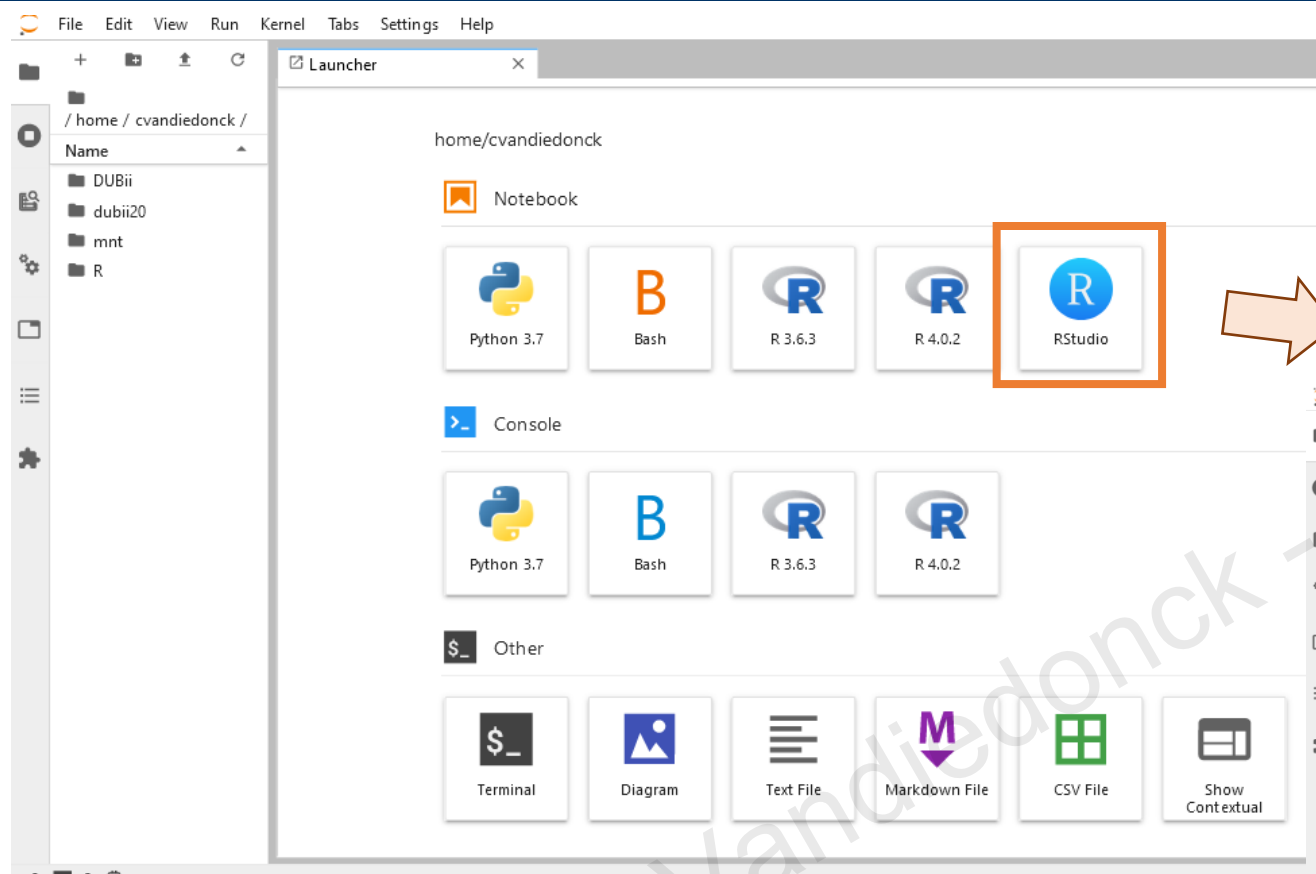 File Edit View Run Kernel Tabs Settings Help
Launcher
/ home / cvandiedonck /
Name
DUBii
dubii20
mnt
R
home/cvandiedonck
Notebook
Python 3.7
B
Bash
R
R 3.6.3
R
R 4.0.2
R
RStudio
Console
Python 3.7
B
Bash
R
R 3.6.3
R
R 4.0.2
$_
Other
$_
Terminal
Diagram
Text File
M
Markdown File
CSV File
Show
Contextual
Vandiedonck -